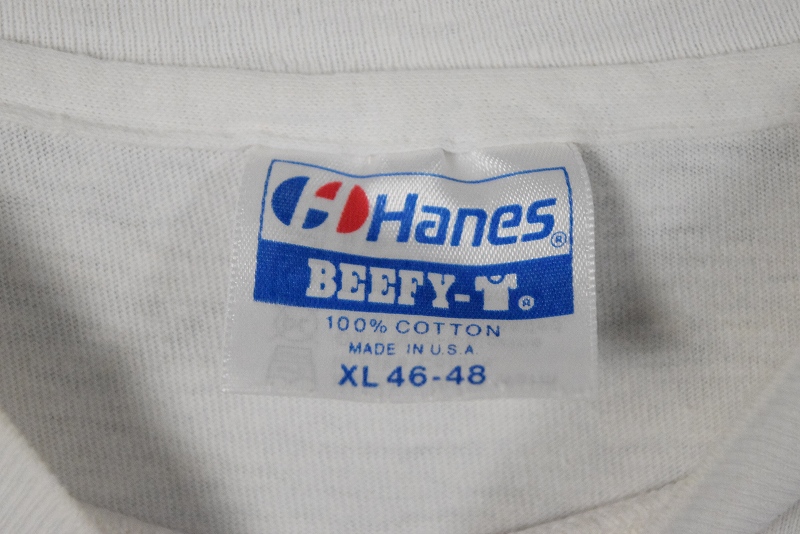 Hanes®
BEEFY-T®
100% COTTON
MADE IN U.S.A.
XL 46-48